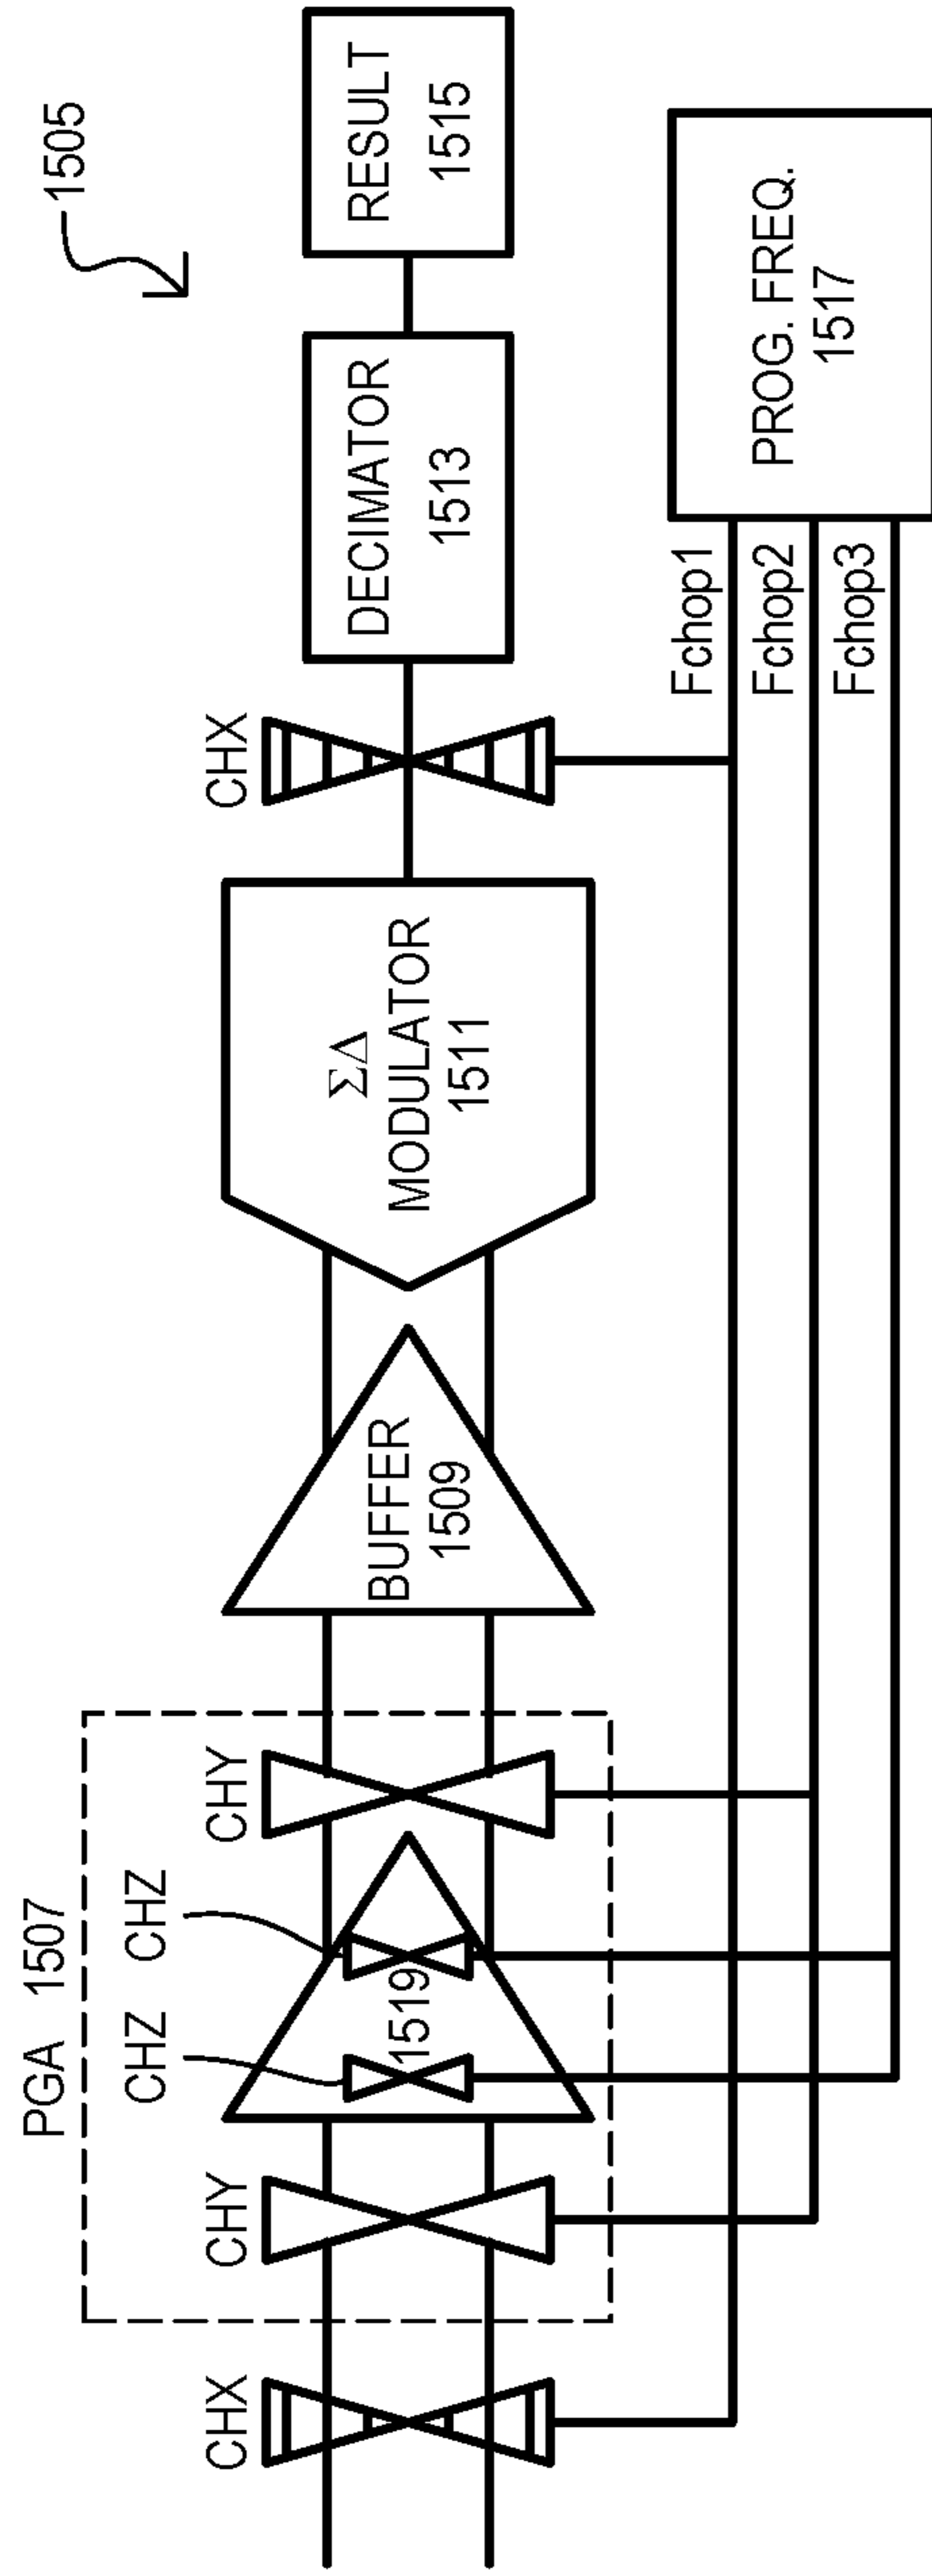 1505
PGA 1507
CHZ
CHZ
CHX
CHY
CHY
CHX
1519
BUFFER
1509
ΣΔ
MODULATOR
1511
DECIMATOR
1513
RESULT
1515
Fchop1
Fchop2
Fchop3
PROG. FREQ.
1517